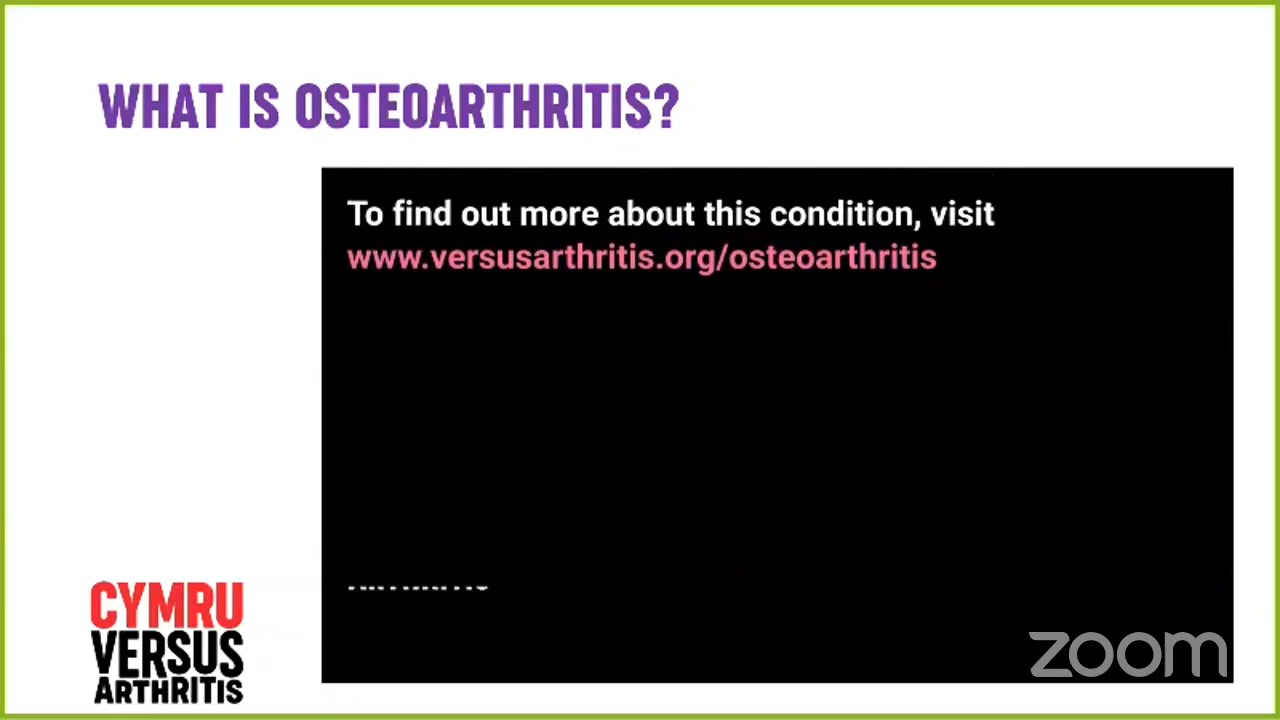 WHAT IS OSTEOARTHRITIS?
To find out more about this condition, visit
www.versusarthritis.org/osteoarthritis
CYMRU
VERSUS
ARTHRITIS
zoom